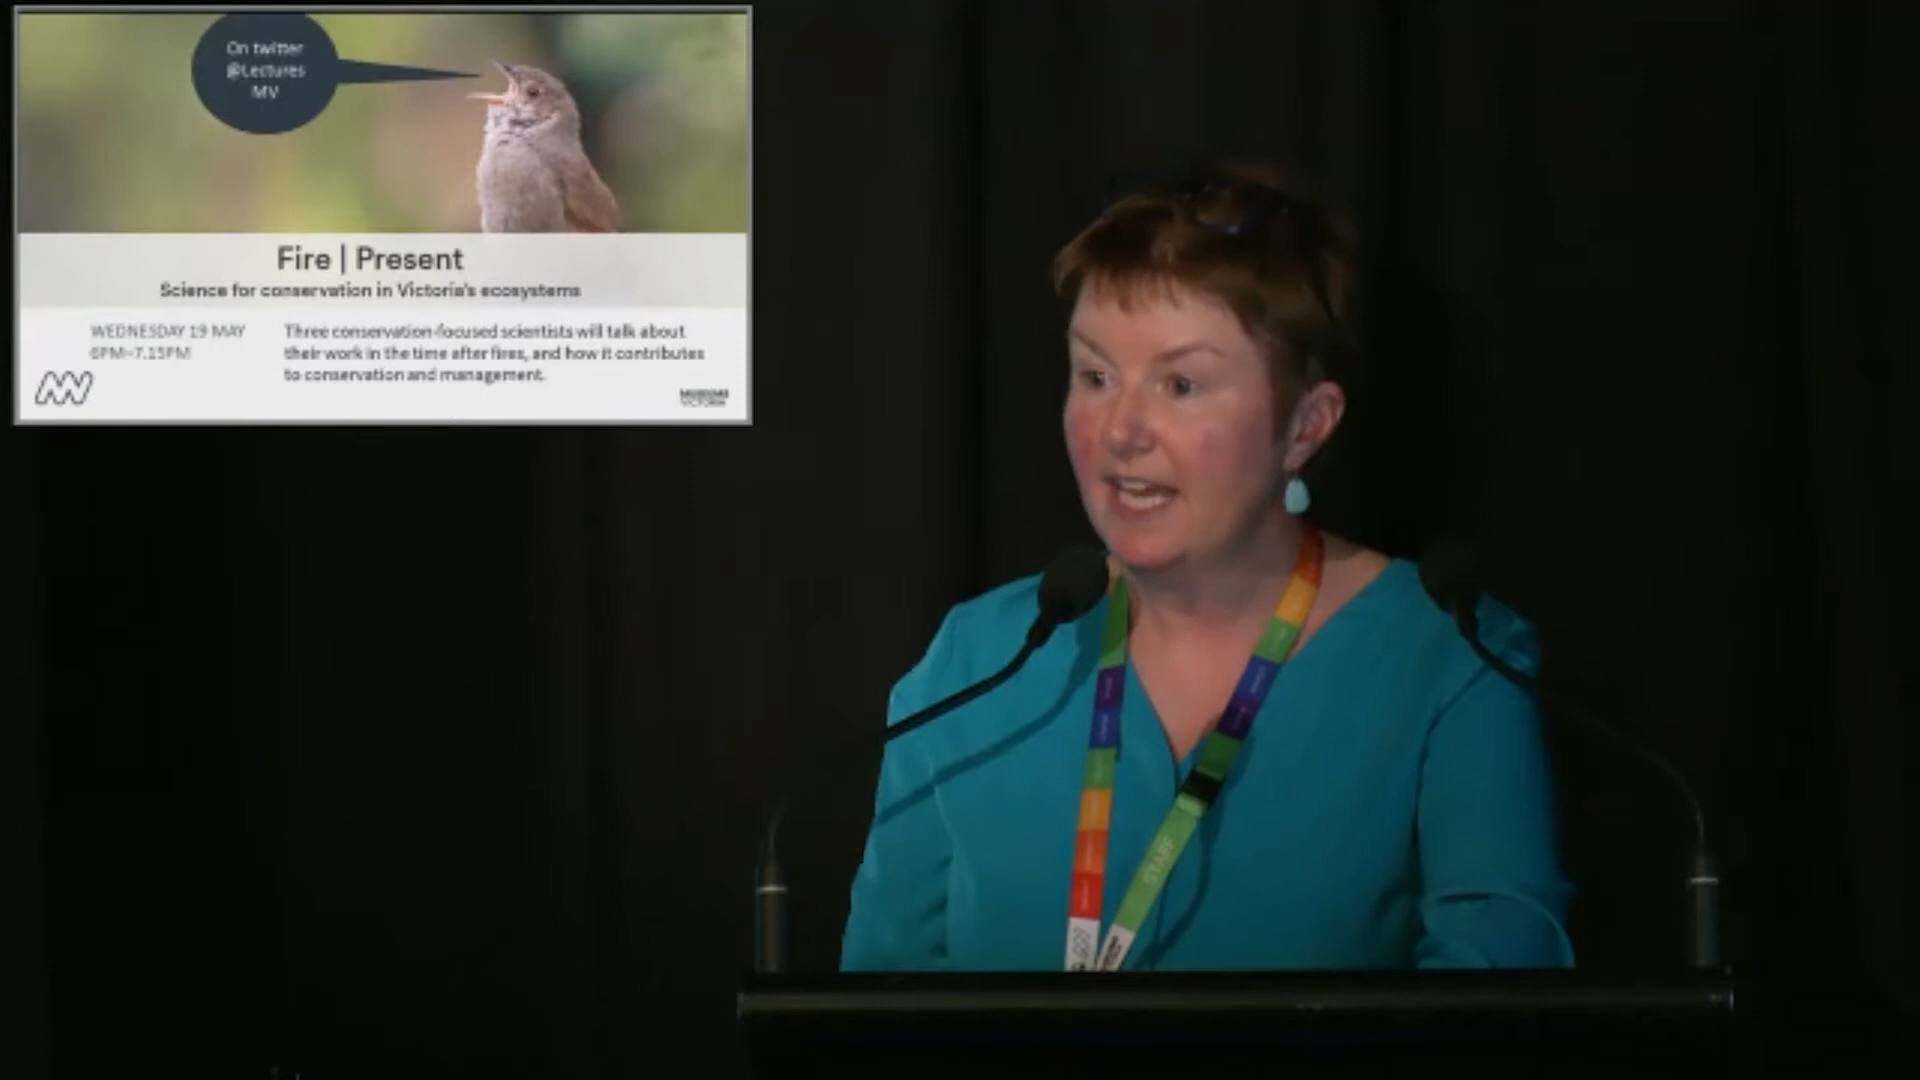 On twitter
@Lectures
MV
Fire | Present
Science for conservation in Victoria's ecosystems
WEDNESDAY 19 MAY
6PM–7.15PM
Three conservation-focused scientists will talk about
their work in the time after fires, and how it contributes
to conservation and management.
MUSEUMS
VICTORIA
STAFF